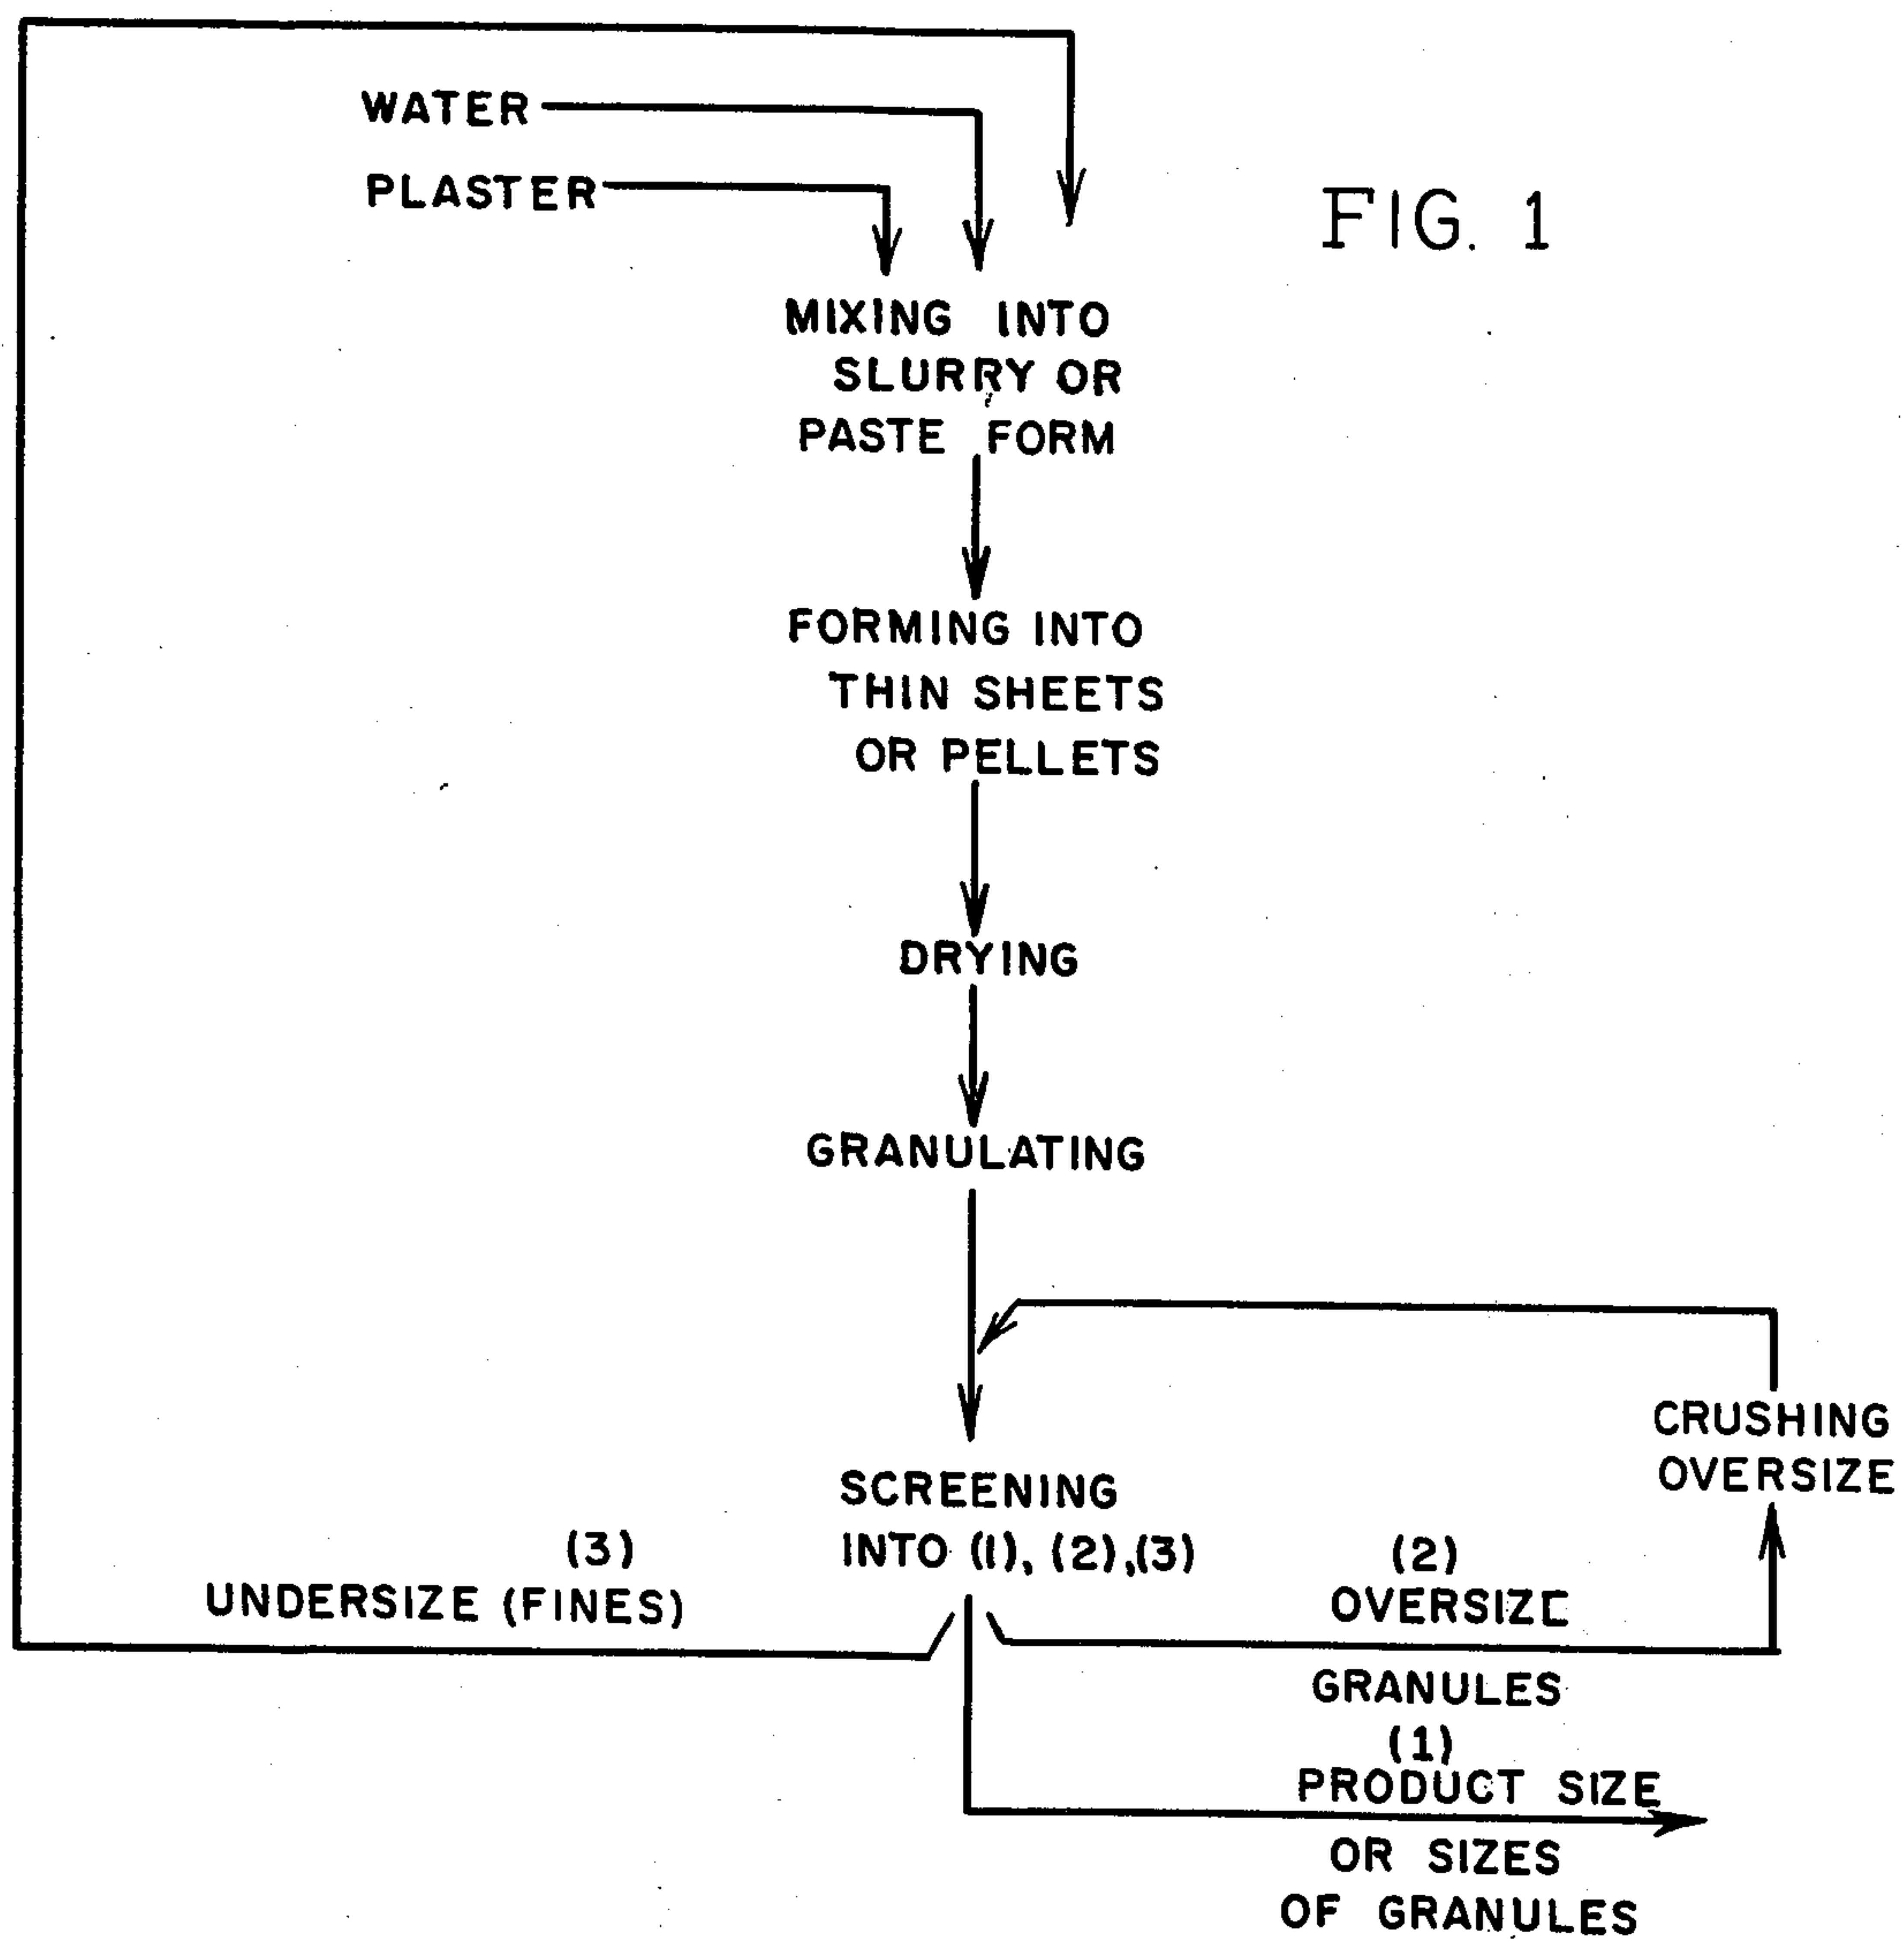 WATER
PLASTER
FIG. 1
MIXING INTO
SLURRY OR
PASTE FORM
FORMING INTO
THIN SHEETS
OR PELLETS
DRYING
GRANULATING
CRUSHING
OVERSIZE
SCREENING
INTO (1), (2),(3)
(3)
UNDERSIZE (FINES)
(2)
OVERSIZE
GRANULES
(1)
PRODUCT SIZE
OR SIZES
OF GRANULES